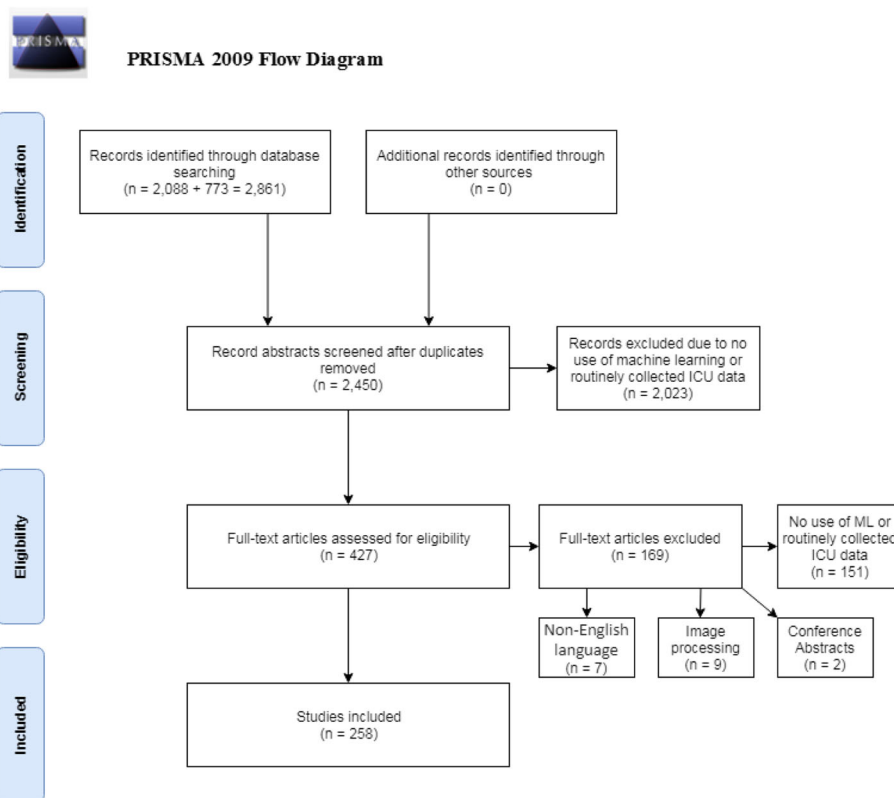 PRISMA
PRISMA 2009 Flow Diagram
Identification
Records identified through database
searching
(n = 2,088 + 773 = 2,861)
Additional records identified through
other sources
(n = 0)
Screening
Record abstracts screened after duplicates
removed
(n = 2,450)
Records excluded due to no
use of machine learning or
routinely collected ICU data
(n = 2,023)
Eligibility
Full-text articles assessed for eligibility
(n = 427)
Full-text articles excluded
(n = 169)
No use of ML or
routinely collected
ICU data
(n = 151)
Non-English
language
(n = 7)
Image
processing
(n = 9)
Conference
Abstracts
(n = 2)
Included
Studies included
(n = 258)